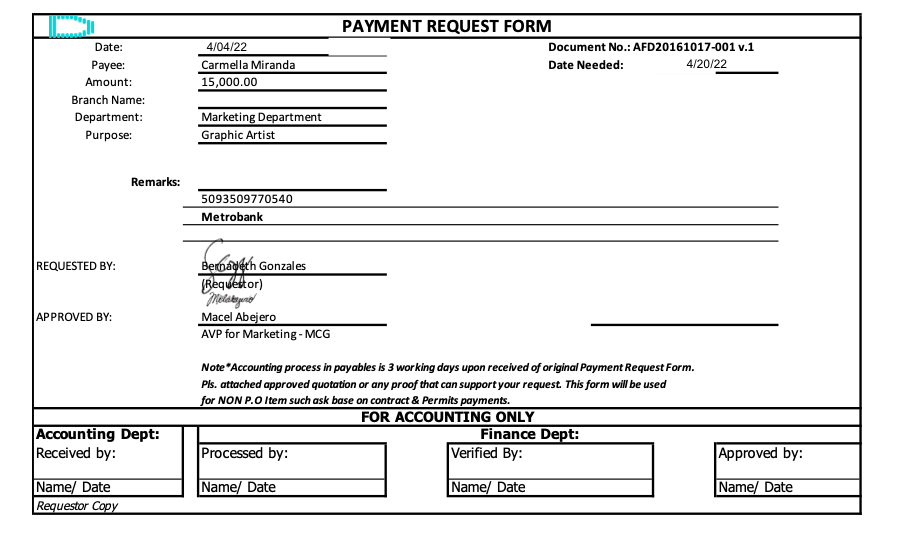 PAYMENT REQUEST FORM
Date: 4/04/22 Document No.: AFD20161017-001 v.1
Payee: Carmella Miranda Date Needed: 4/20/22
Amount: 15,000.00
Branch Name:
Department: Marketing Department
Purpose: Graphic Artist
Remarks:
5093509770540
Metrobank
REQUESTED BY: Bernadeth Gonzales
(Requestor)
APPROVED BY: Macel Abejero
AVP for Marketing - MCG
Note*Accounting process in payables is 3 working days upon received of original Payment Request Form.
Pls. attached approved quotation or any proof that can support your request. This form will be used
for NON P.O Item such ask base on contract & Permits payments.
FOR ACCOUNTING ONLY
Accounting Dept: Finance Dept:
Received by: Processed by: Verified By: Approved by:
Name/ Date Name/ Date Name/ Date Name/ Date
Requestor Copy